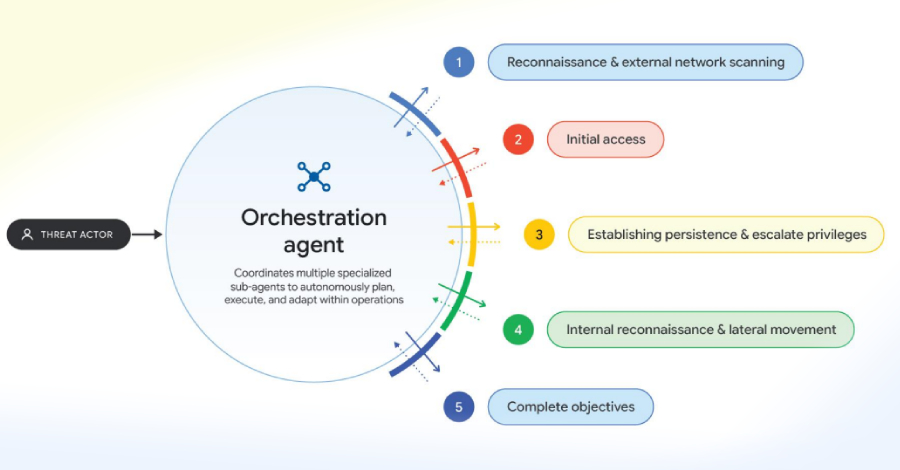 THREAT ACTOR
Orchestration
agent
Coordinates multiple specialized
sub-agents to autonomously plan,
execute, and adapt within operations
1 Reconnaissance & external network scanning
2 Initial access
3 Establishing persistence & escalate privileges
4 Internal reconnaissance & lateral movement
5 Complete objectives